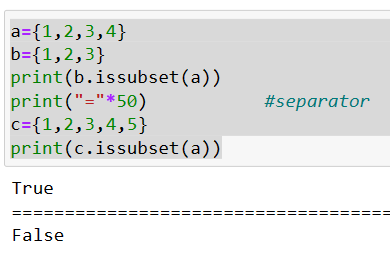 a={1,2,3,4}
b={1,2,3}
print(b.issubset(a))
print("="*50) #separator
c={1,2,3,4,5}
print(c.issubset(a))
True
====================================
False